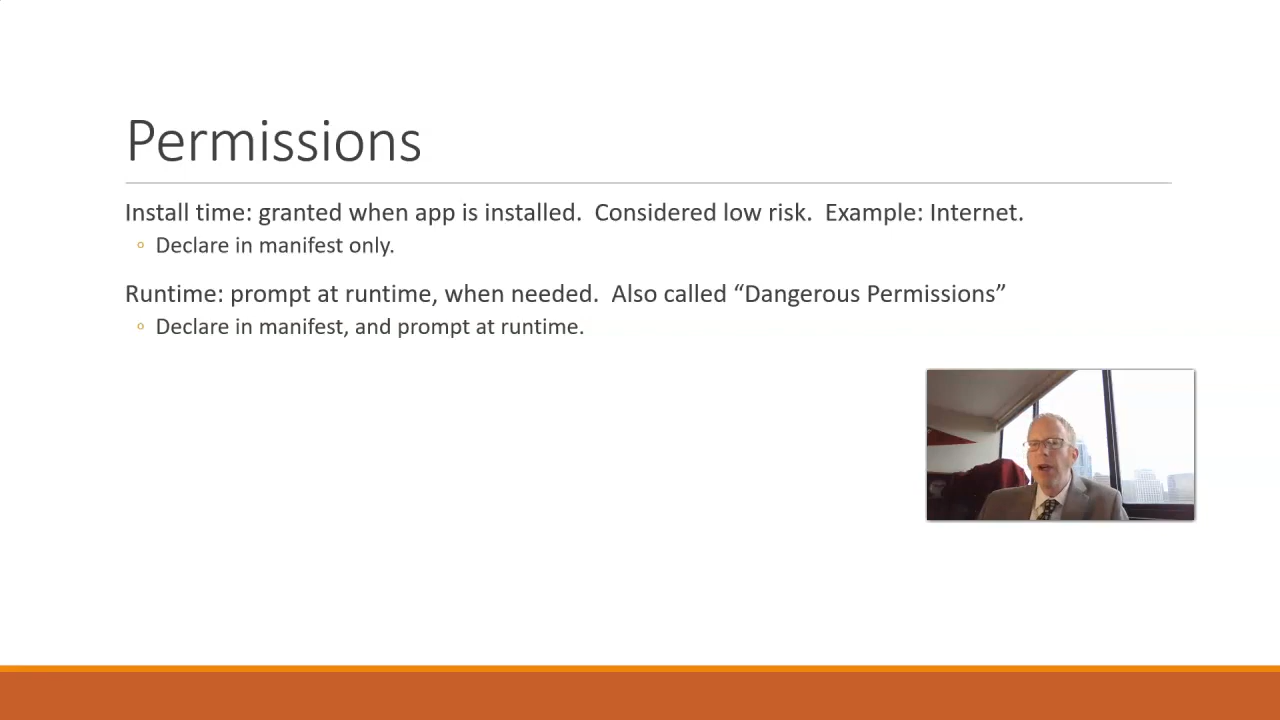 Permissions
Install time: granted when app is installed.  Considered low risk.  Example: Internet.
◦ Declare in manifest only.
Runtime: prompt at runtime, when needed.  Also called “Dangerous Permissions”
◦ Declare in manifest, and prompt at runtime.